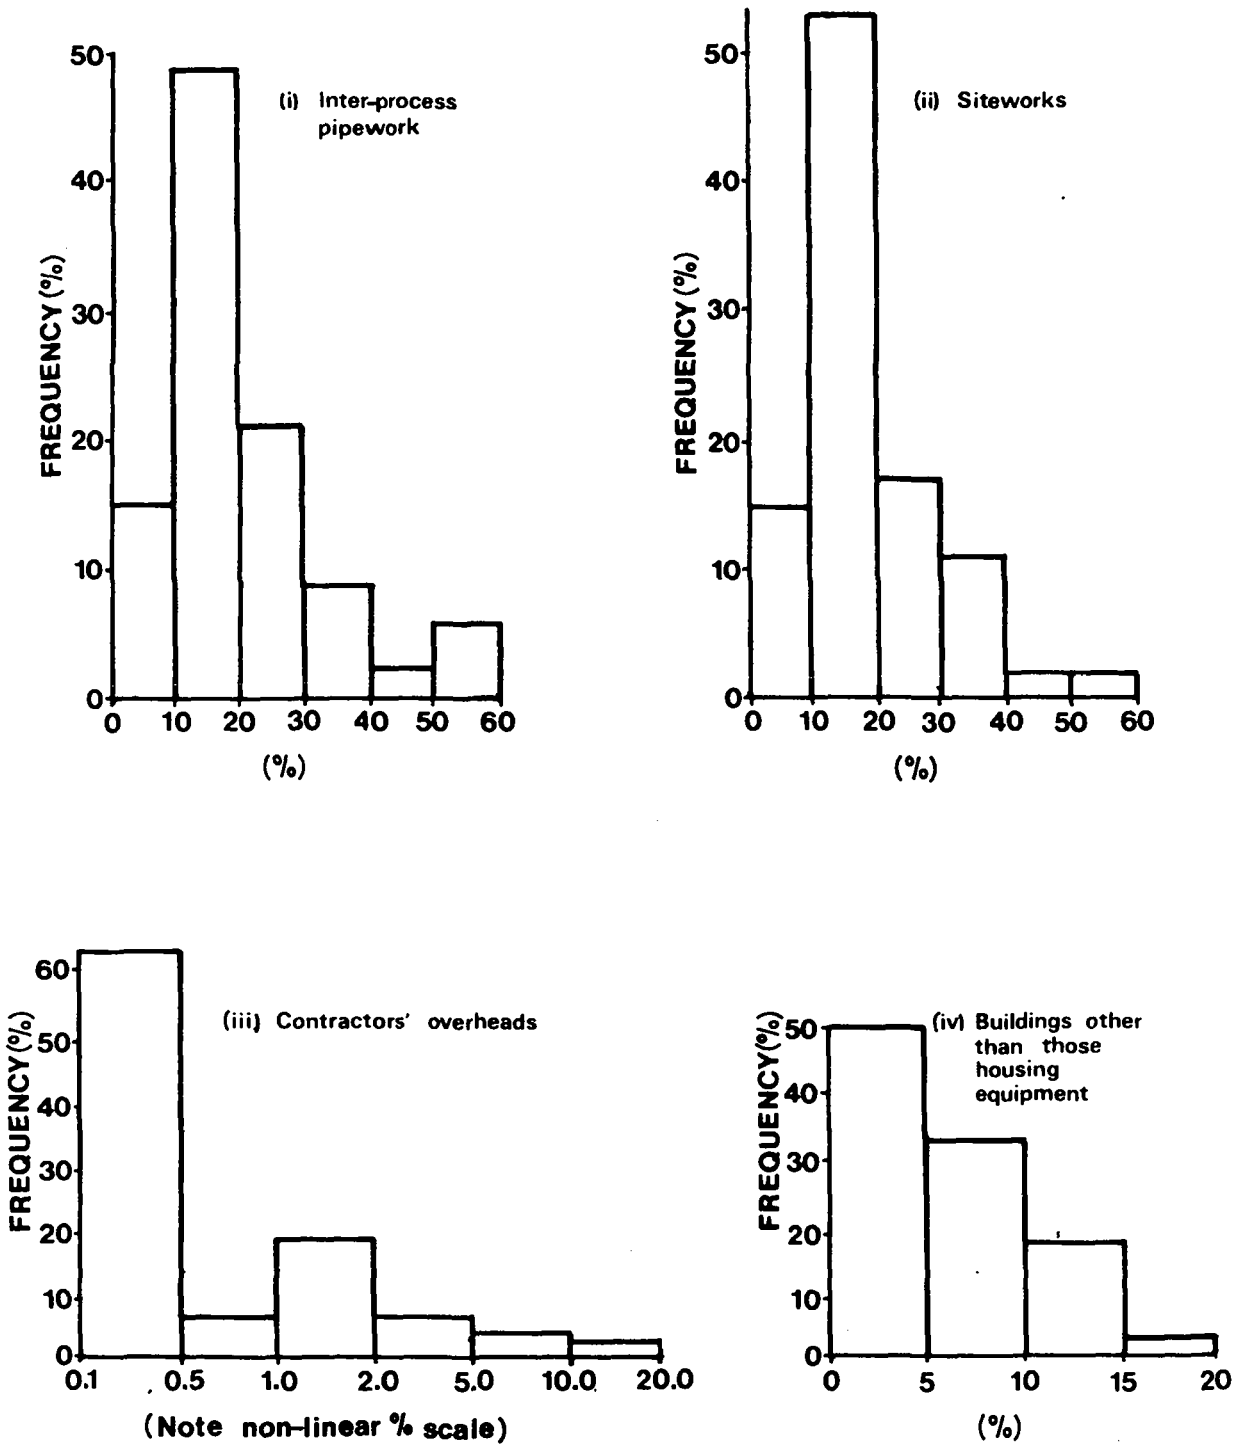 50
40
30
20
10
0
FREQUENCY (%)
(i) Inter-process
pipework
0 10 20 30 40 50 60
(%)
50
40
30
20
10
0
FREQUENCY (%)
(ii) Siteworks
0 10 20 30 40 50 60
(%)
60
50
40
30
20
10
0
FREQUENCY (%)
(iii) Contractors' overheads
0.1 0.5 1.0 2.0 5.0 10.0 20.0
(Note non-linear % scale)
50
40
30
20
10
0
FREQUENCY (%)
(iv) Buildings other
than those
housing
equipment
0 5 10 15 20
(%)